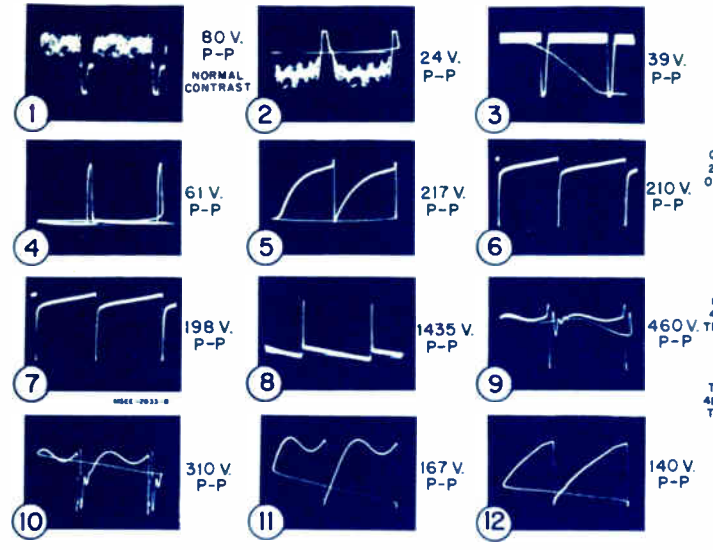 80 V.
P-P
NORMAL
CONTRAST
1
24 V.
P-P
2
39 V.
P-P
3
61 V.
P-P
4
217 V.
P-P
5
210 V.
P-P
6
198 V.
P-P
7
1435 V.
P-P
8
460 V.
P-P
9
310 V.
P-P
10
167 V.
P-P
11
140 V.
P-P
12